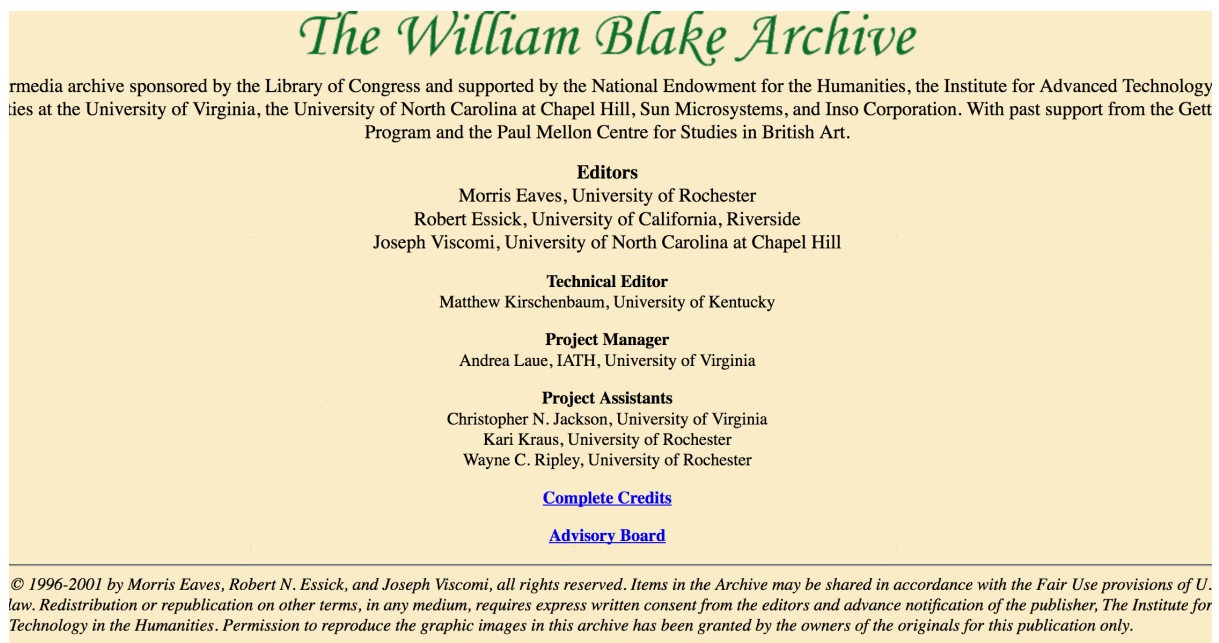 The William Blake Archive
rmedia archive sponsored by the Library of Congress and supported by the National Endowment for the Humanities, the Institute for Advanced Technology
ties at the University of Virginia, the University of North Carolina at Chapel Hill, Sun Microsystems, and Inso Corporation. With past support from the Gett
Program and the Paul Mellon Centre for Studies in British Art.
Editors
Morris Eaves, University of Rochester
Robert Essick, University of California, Riverside
Joseph Viscomi, University of North Carolina at Chapel Hill
Technical Editor
Matthew Kirschenbaum, University of Kentucky
Project Manager
Andrea Laue, IATH, University of Virginia
Project Assistants
Christopher N. Jackson, University of Virginia
Kari Kraus, University of Rochester
Wayne C. Ripley, University of Rochester
Complete Credits
Advisory Board
© 1996-2001 by Morris Eaves, Robert N. Essick, and Joseph Viscomi, all rights reserved. Items in the Archive may be shared in accordance with the Fair Use provisions of U.
law. Redistribution or republication on other terms, in any medium, requires express written consent from the editors and advance notification of the publisher, The Institute for
Technology in the Humanities. Permission to reproduce the graphic images in this archive has been granted by the owners of the originals for this publication only.